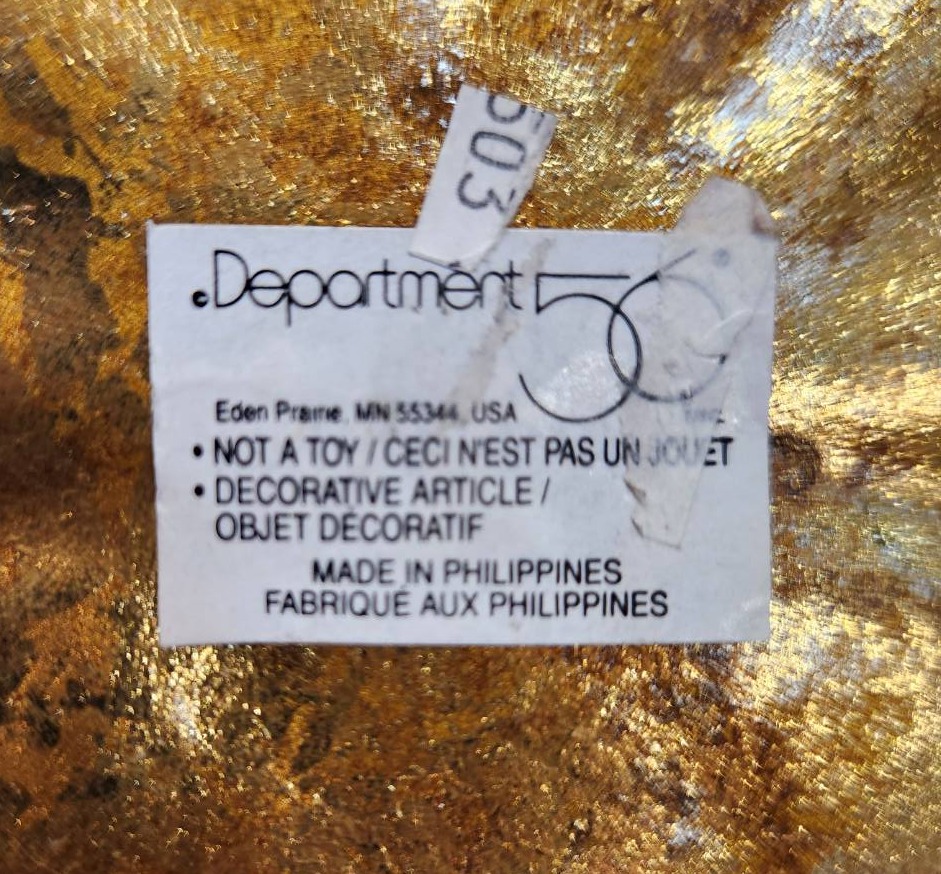 503
©Department 56
Eden Prairie, MN 55344, USA
• NOT A TOY / CECI N'EST PAS UN JOUET
• DECORATIVE ARTICLE /
OBJET DÉCORATIF
MADE IN PHILIPPINES
FABRIQUÉ AUX PHILIPPINES